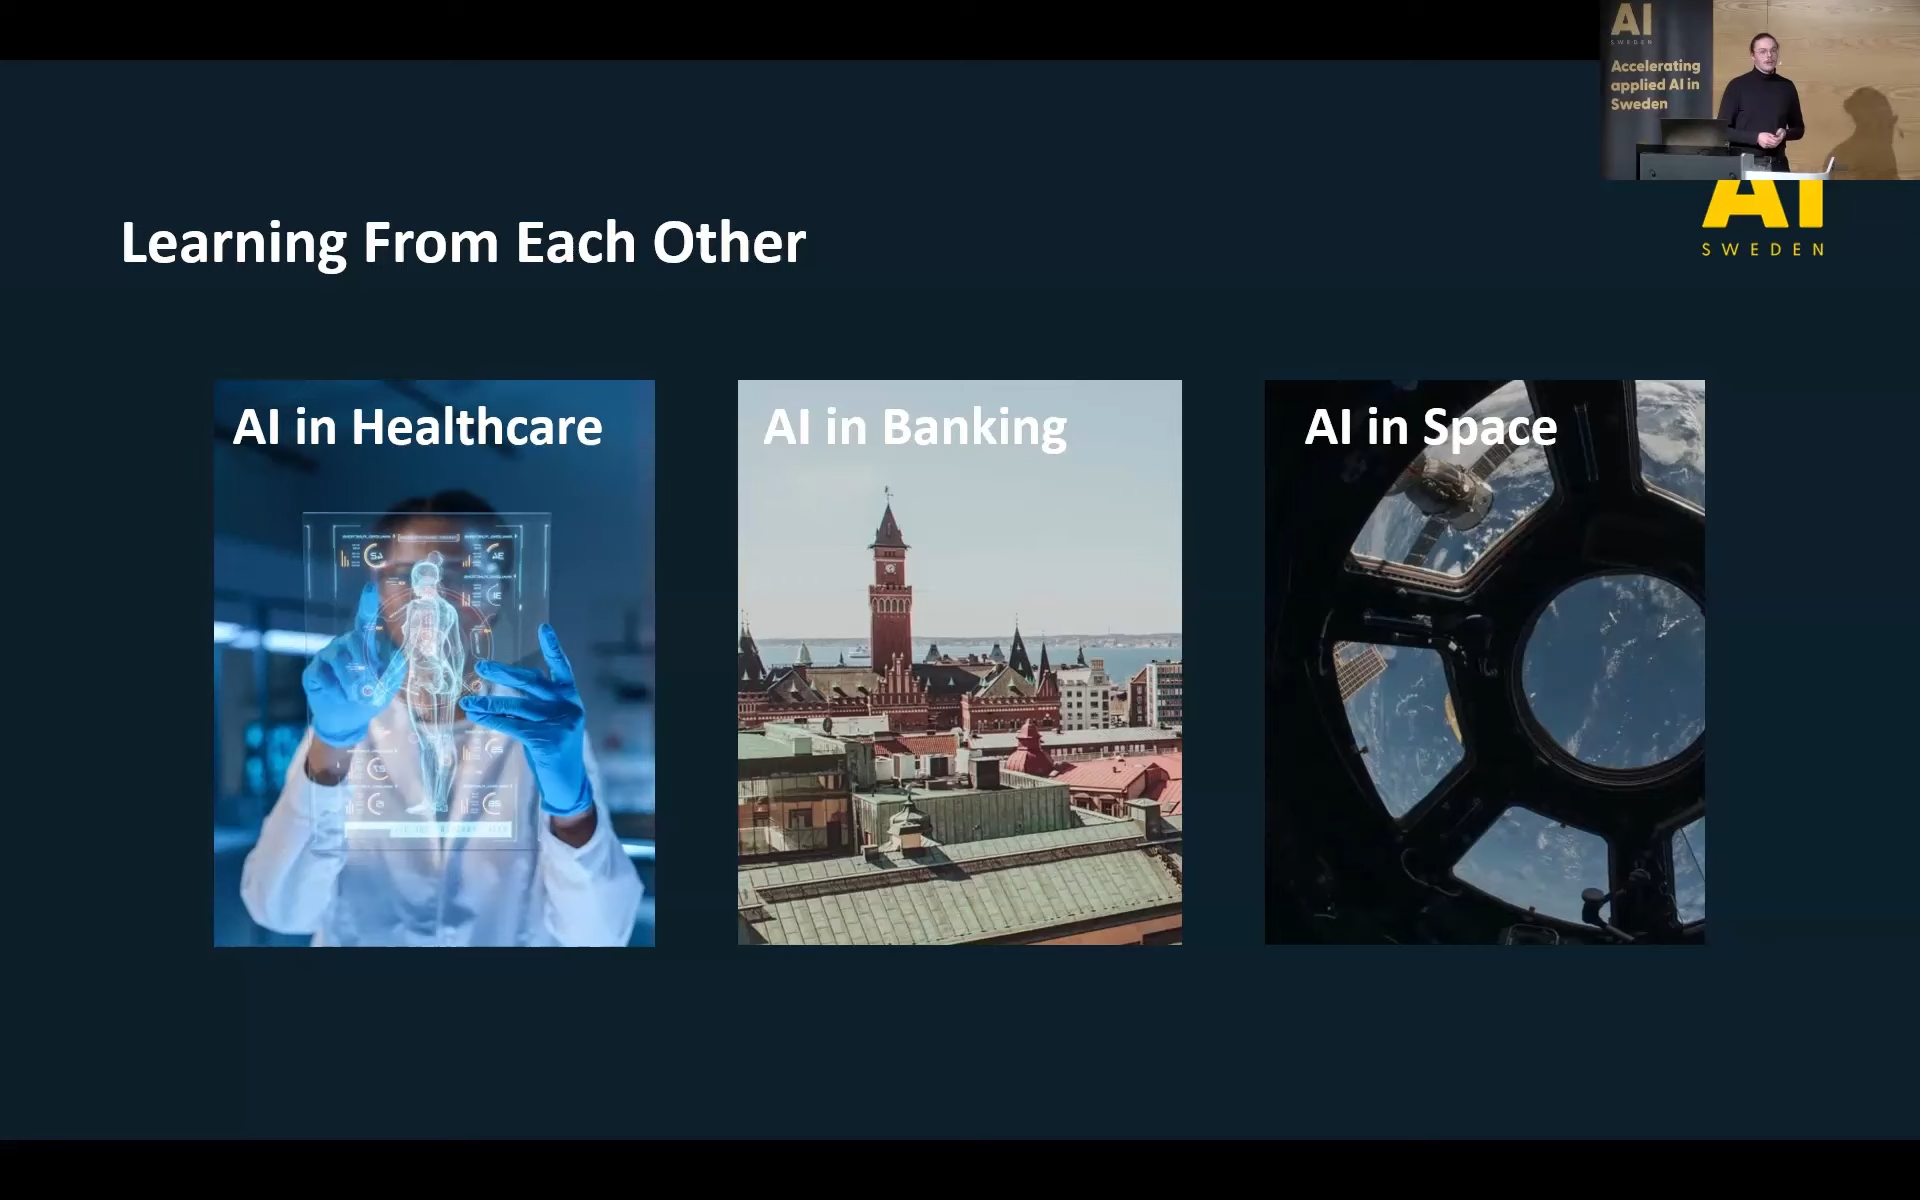 AI
SWEDEN
Accelerating
applied AI in
Sweden
AI
SWEDEN
Learning From Each Other
AI in Healthcare
AI in Banking
AI in Space